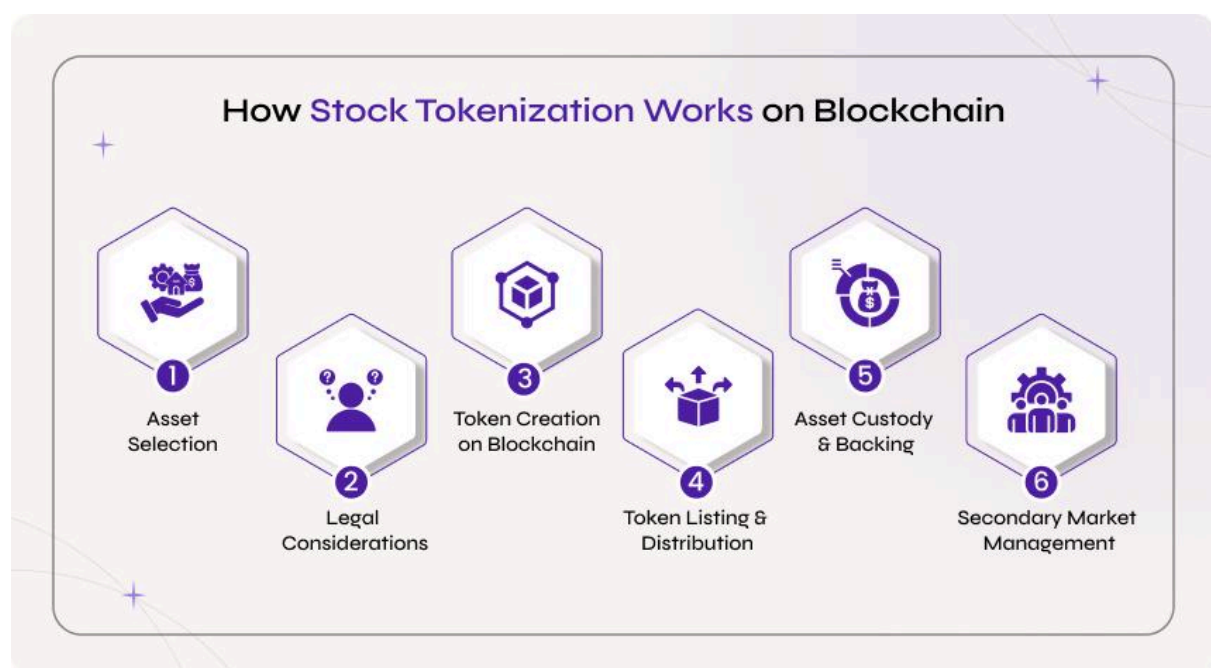 How Stock Tokenization Works on Blockchain
1
Asset
Selection
2
Legal
Considerations
3
Token Creation
on Blockchain
4
Token Listing &
Distribution
5
Asset Custody
& Backing
6
Secondary Market
Management